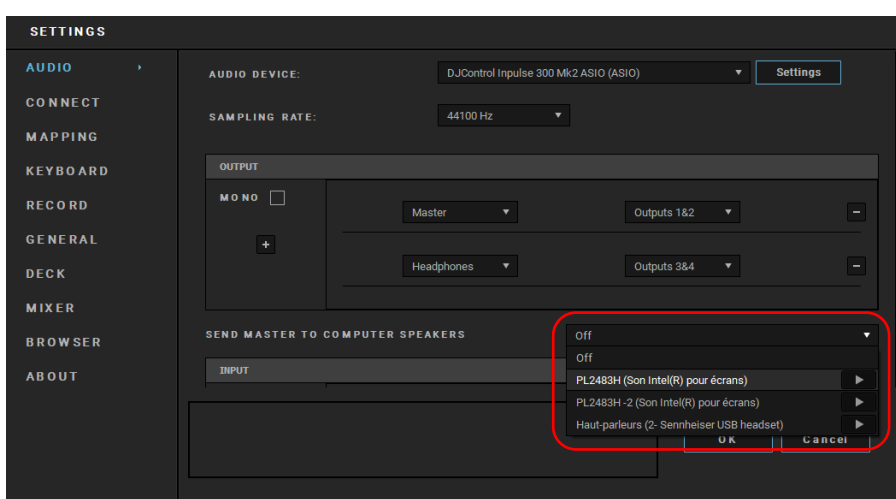 SETTINGS
AUDIO
CONNECT
MAPPING
KEYBOARD
RECORD
GENERAL
DECK
MIXER
BROWSER
ABOUT
AUDIO DEVICE: DJControl Inpulse 300 Mk2 ASIO (ASIO) Settings
SAMPLING RATE: 44100 Hz
OUTPUT
MONO
Master Outputs 1&2 −
+
Headphones Outputs 3&4 −
SEND MASTER TO COMPUTER SPEAKERS Off
Off
PL2483H (Son Intel(R) pour écrans)
PL2483H -2 (Son Intel(R) pour écrans)
Haut-parleurs (2- Sennheiser USB headset)
INPUT
OK Cancel